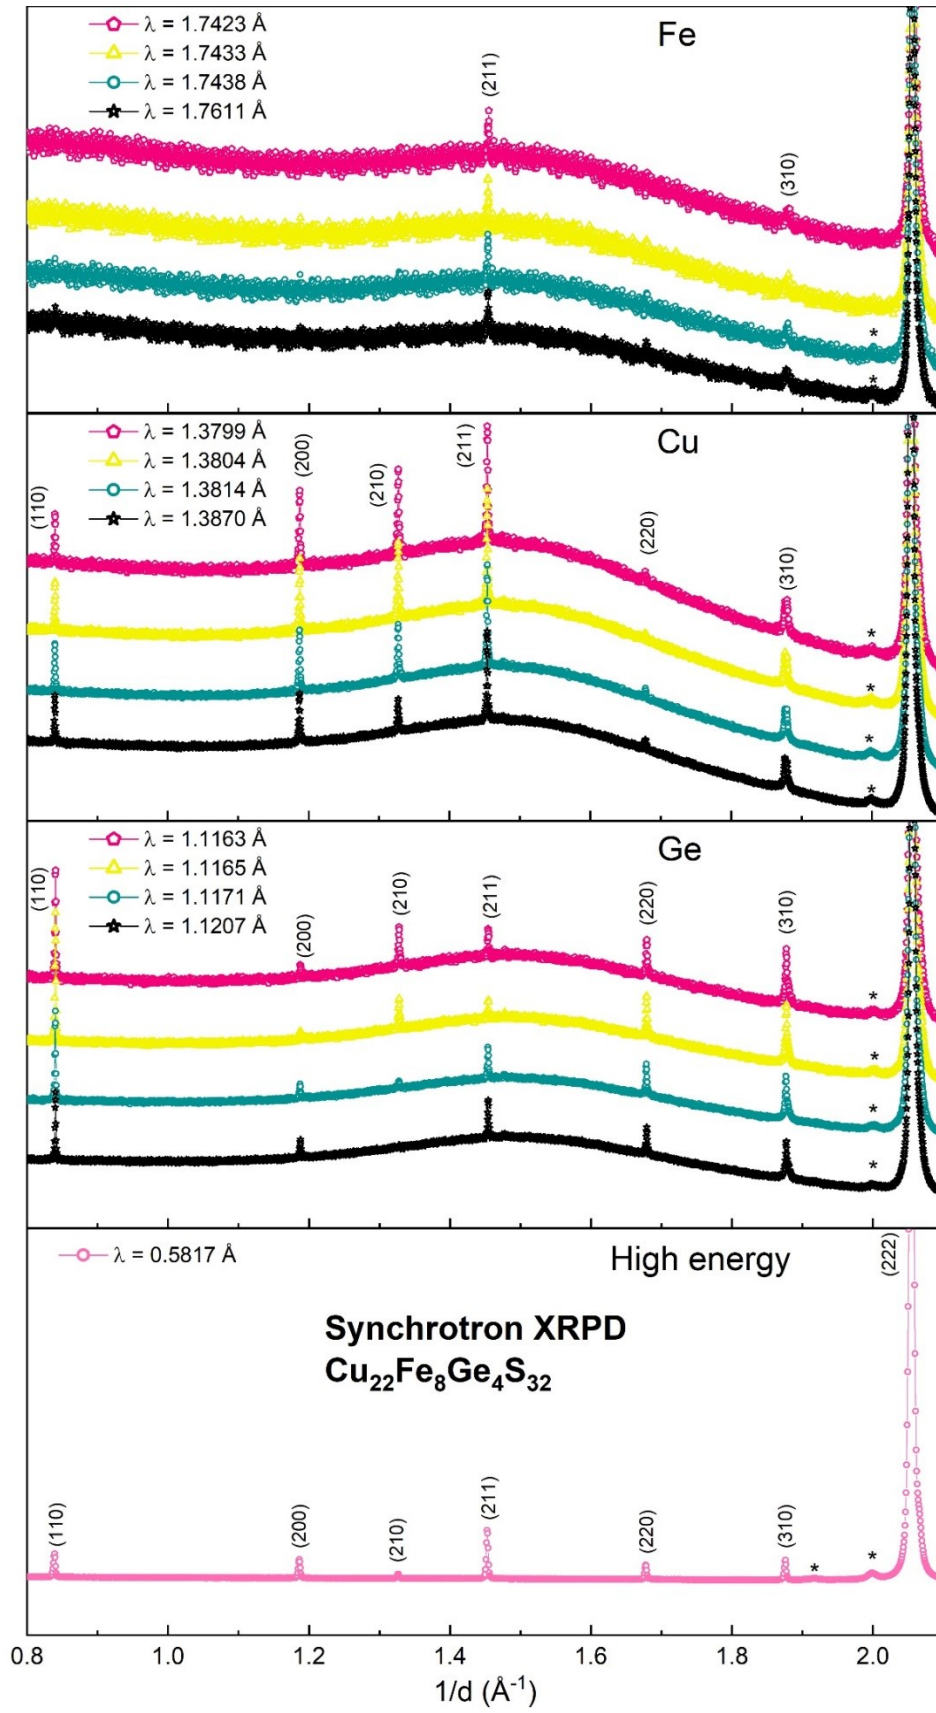 Fe
λ = 1.7423 Å
λ = 1.7433 Å
λ = 1.7438 Å
λ = 1.7611 Å
(211)
(310)
*
*
Cu
λ = 1.3799 Å
λ = 1.3804 Å
λ = 1.3814 Å
λ = 1.3870 Å
(110)
(200)
(210)
(211)
(220)
(310)
*
*
*
*
Ge
λ = 1.1163 Å
λ = 1.1165 Å
λ = 1.1171 Å
λ = 1.1207 Å
(110)
(200)
(210)
(211)
(220)
(310)
*
*
*
*
λ = 0.5817 Å
High energy
(222)
Synchrotron XRPD
Cu₂₂Fe₈Ge₄S₃₂
(110)
(200)
(210)
(211)
(220)
(310)
*
*
0.8 1.0 1.2 1.4 1.6 1.8 2.0
1/d (Å⁻¹)